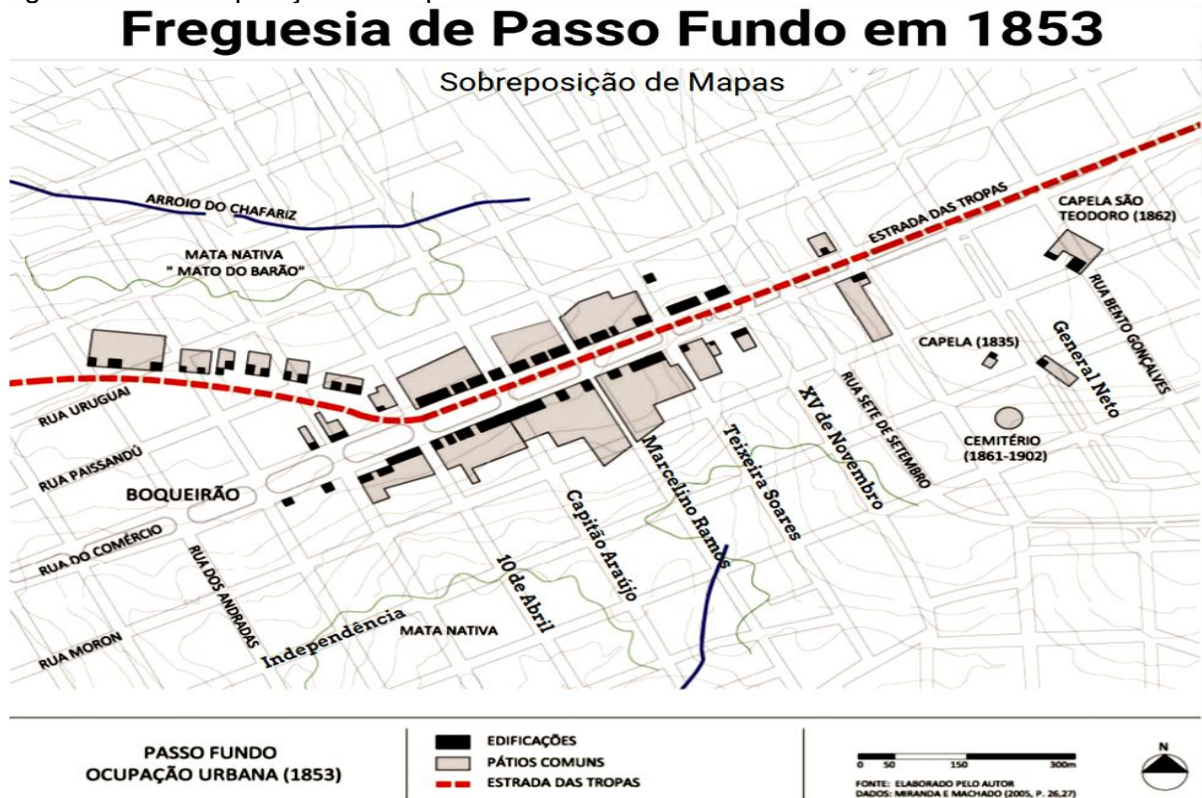 Freguesia de Passo Fundo em 1853
Sobreposição de Mapas
ARROIO DO CHAFARIZ
MATA NATIVA
" MATO DO BARÃO"
ESTRADA DAS TROPAS
CAPELA SÃO
TEODORO (1862)
RUA BENTO GONÇALVES
General Neto
CAPELA (1835)
CEMITÉRIO
(1861-1902)
RUA SETE DE SETEMBRO
XV de Novembro
Teixeira Soares
Marcelino Ramos
Capitão Araújo
10 de Abril
RUA URUGUAI
RUA PAISSANDÚ
BOQUEIRÃO
RUA DO COMÉRCIO
RUA DOS ANDRADAS
RUA MORON
Independência
MATA NATIVA
PASSO FUNDO
OCUPAÇÃO URBANA (1853)
EDIFICAÇÕES
PÁTIOS COMUNS
ESTRADA DAS TROPAS
0 50 150 300m
FONTE: ELABORADO PELO AUTOR
DADOS: MIRANDA E MACHADO (2005, P. 26,27)
N